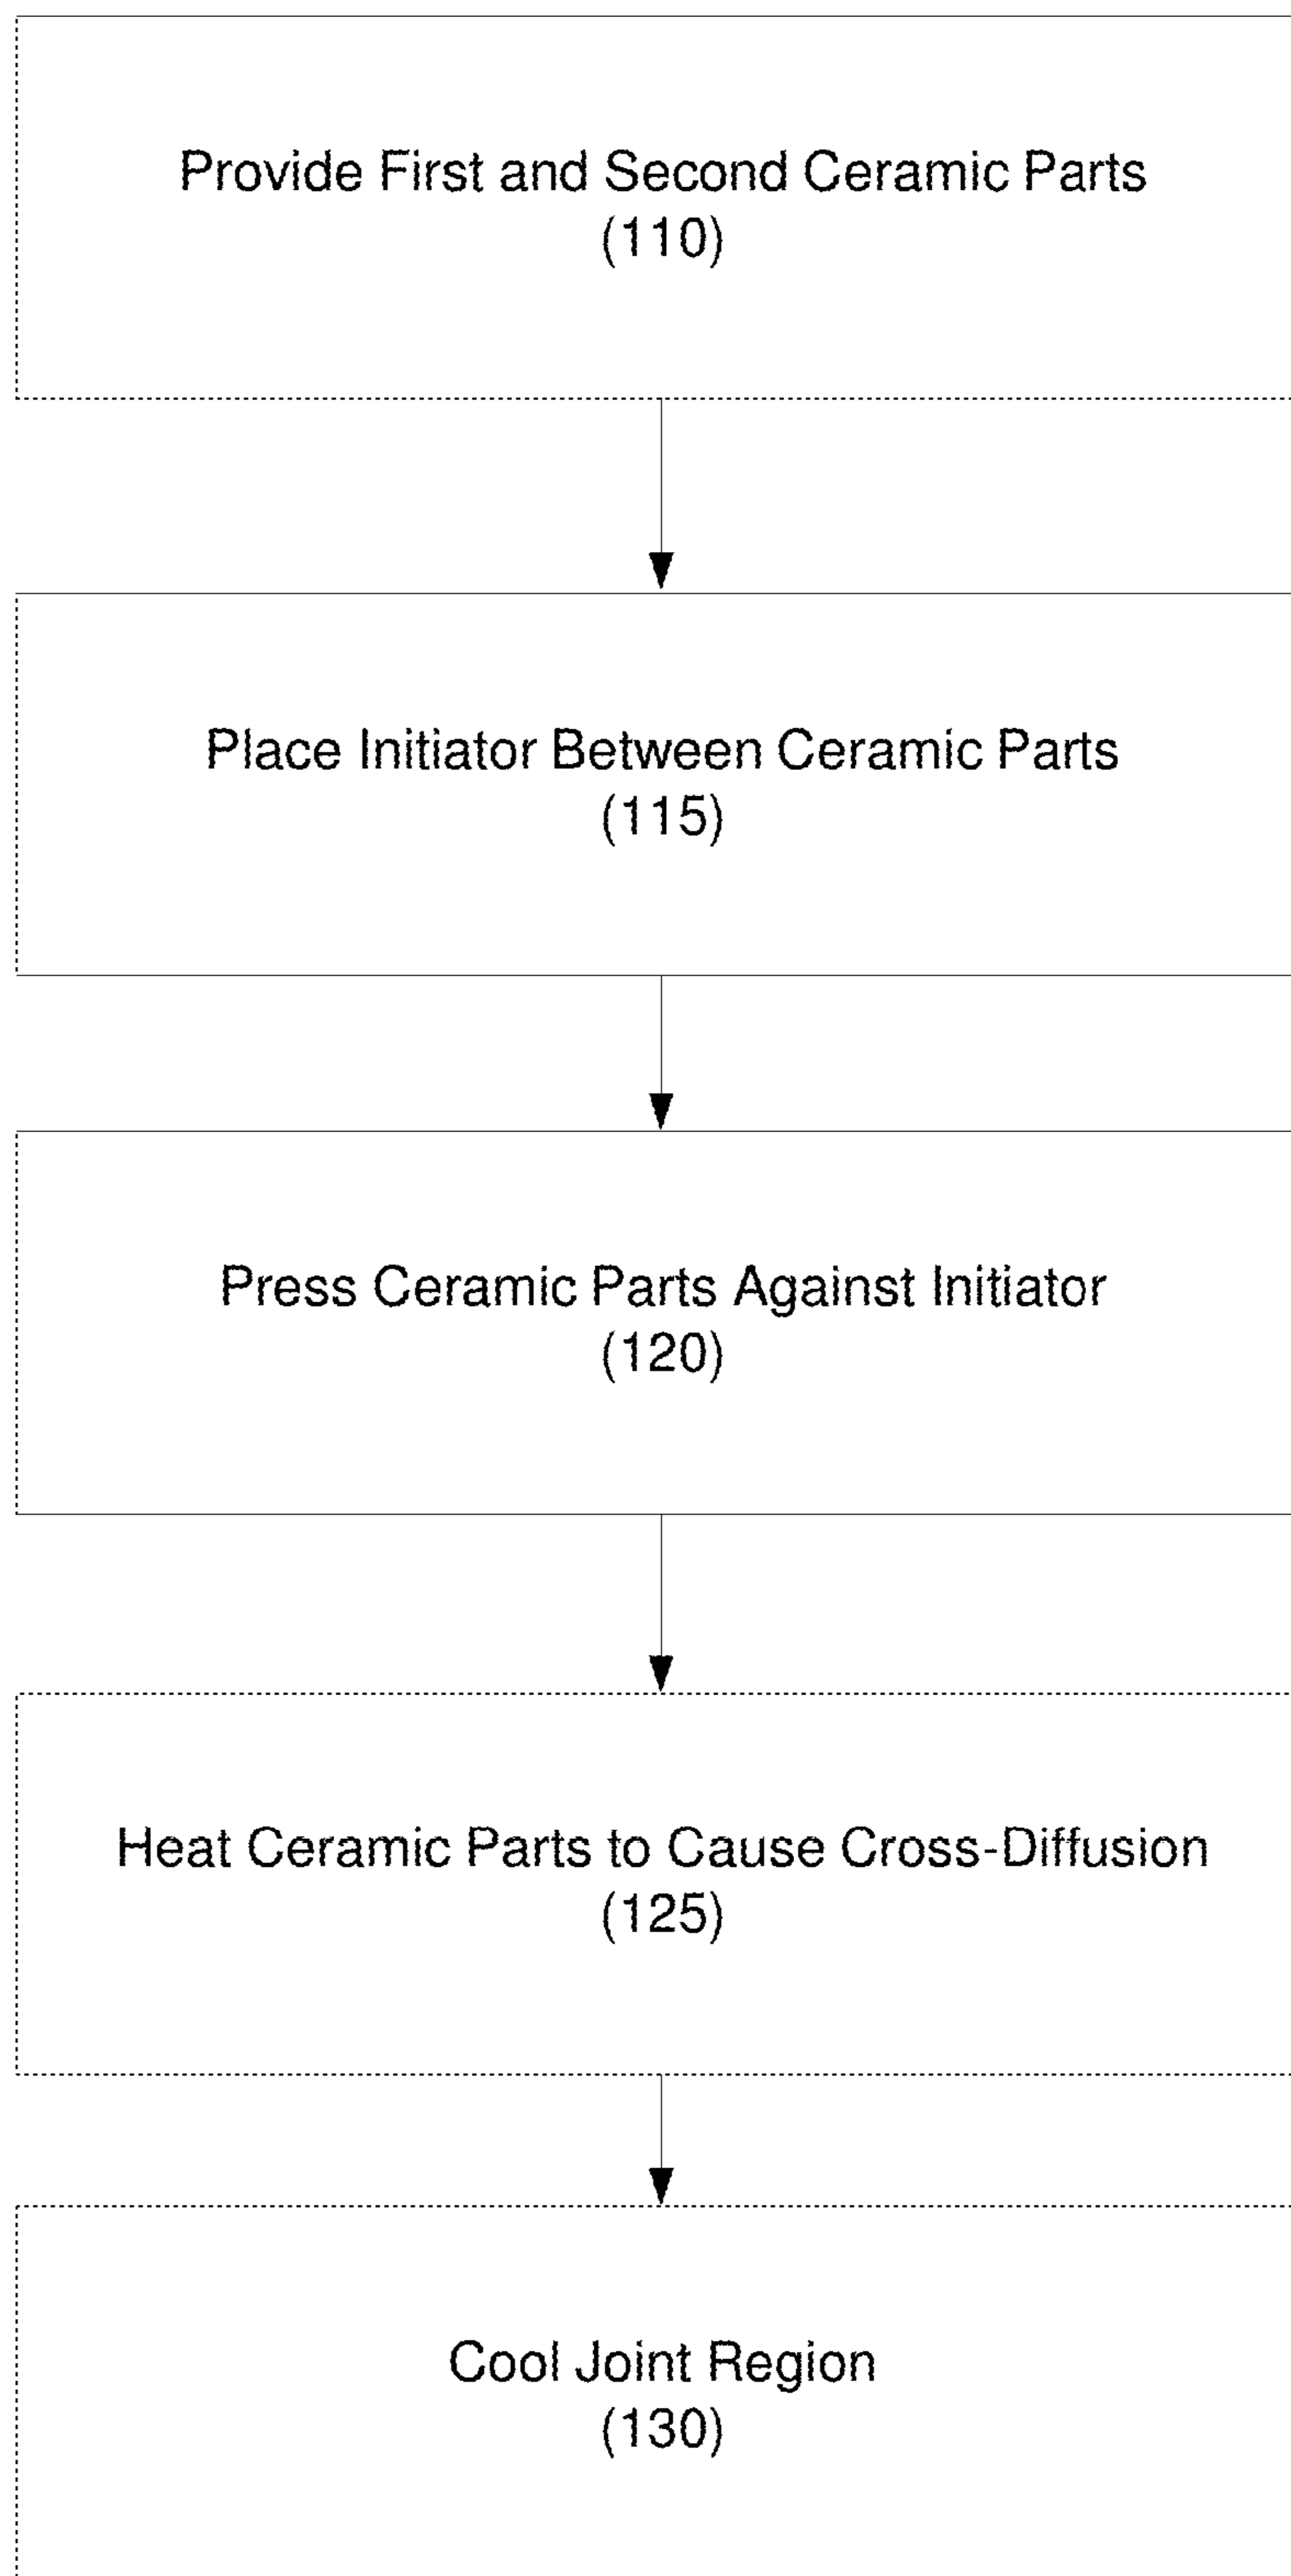 Provide First and Second Ceramic Parts
(110)
Place Initiator Between Ceramic Parts
(115)
Press Ceramic Parts Against Initiator
(120)
Heat Ceramic Parts to Cause Cross-Diffusion
(125)
Cool Joint Region
(130)